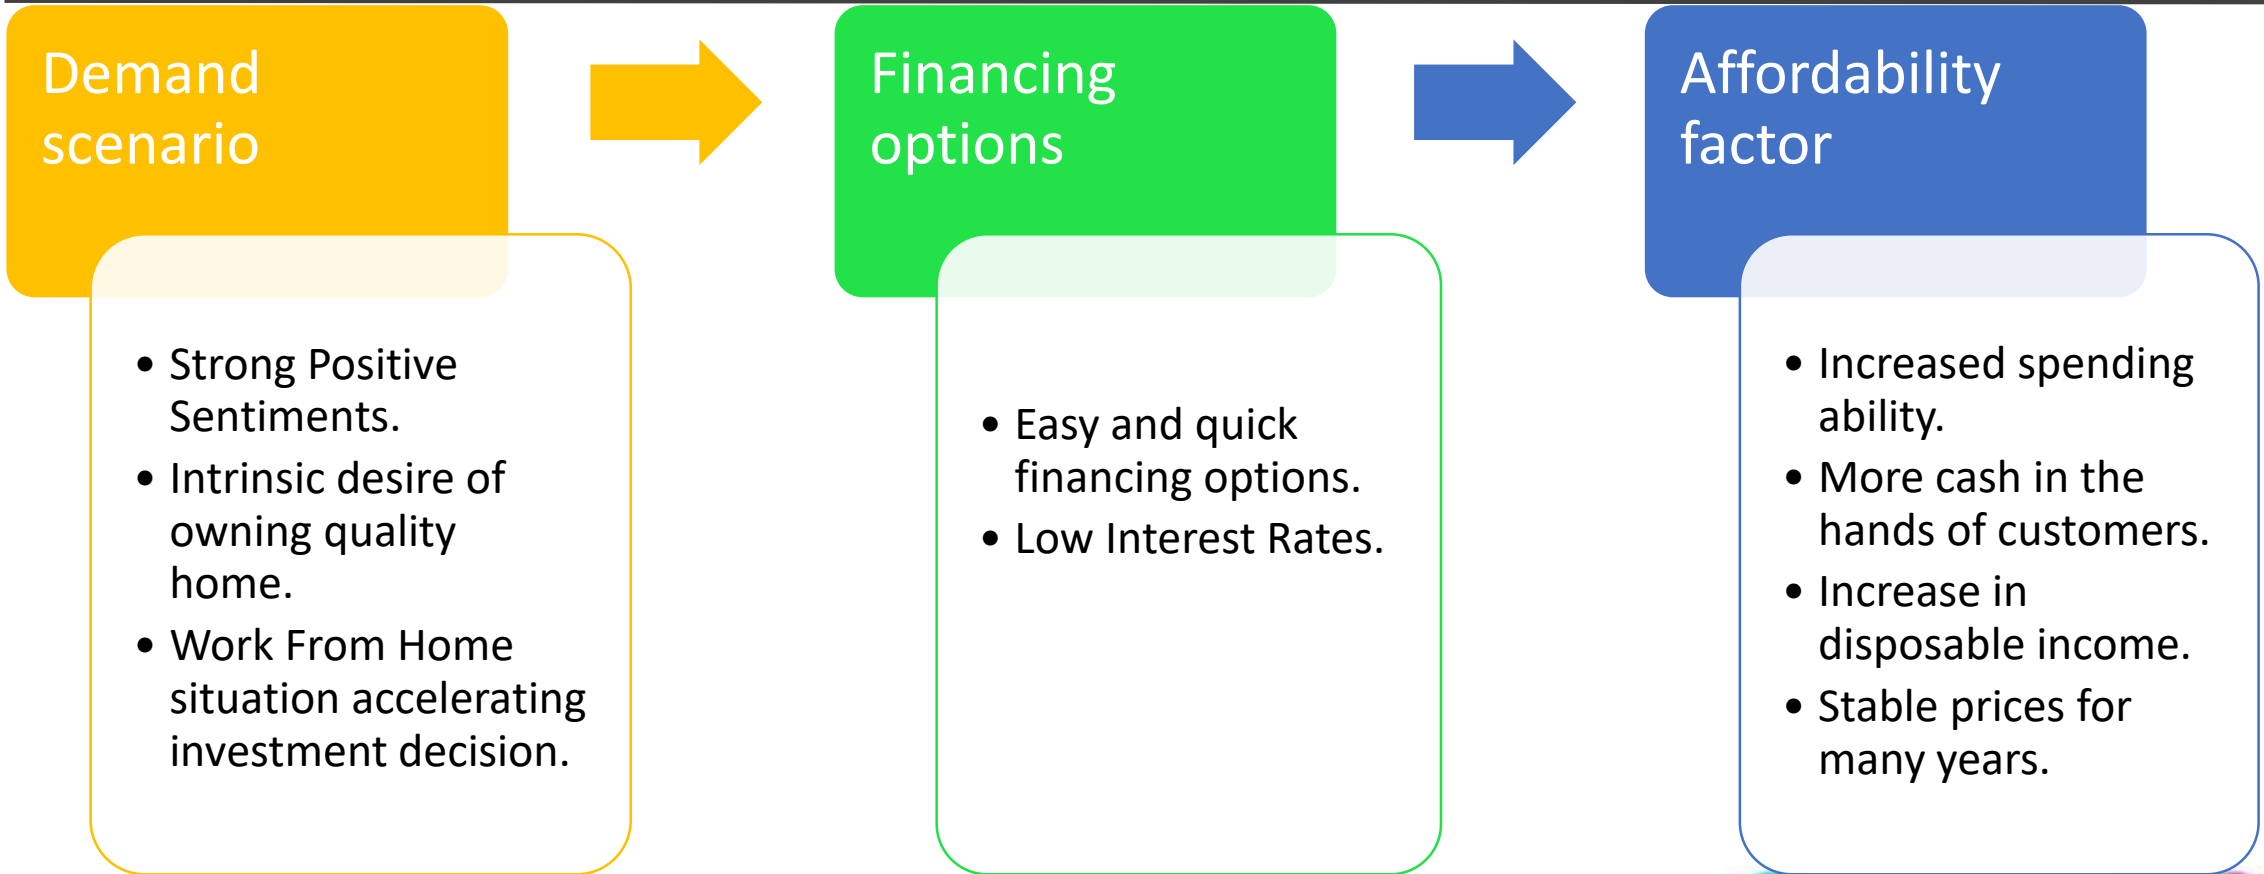 Demand
scenario
• Strong Positive
Sentiments.
• Intrinsic desire of
owning quality
home.
• Work From Home
situation accelerating
investment decision.
Financing
options
• Easy and quick
financing options.
• Low Interest Rates.
Affordability
factor
• Increased spending
ability.
• More cash in the
hands of customers.
• Increase in
disposable income.
• Stable prices for
many years.